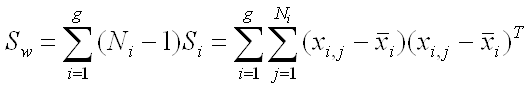 $S_w = \sum_{i=1}^{g} (N_i - 1) S_i = \sum_{i=1}^{g} \sum_{j=1}^{N_i} (x_{i,j} - \bar{x}_i)(x_{i,j} - \bar{x}_i)^T$